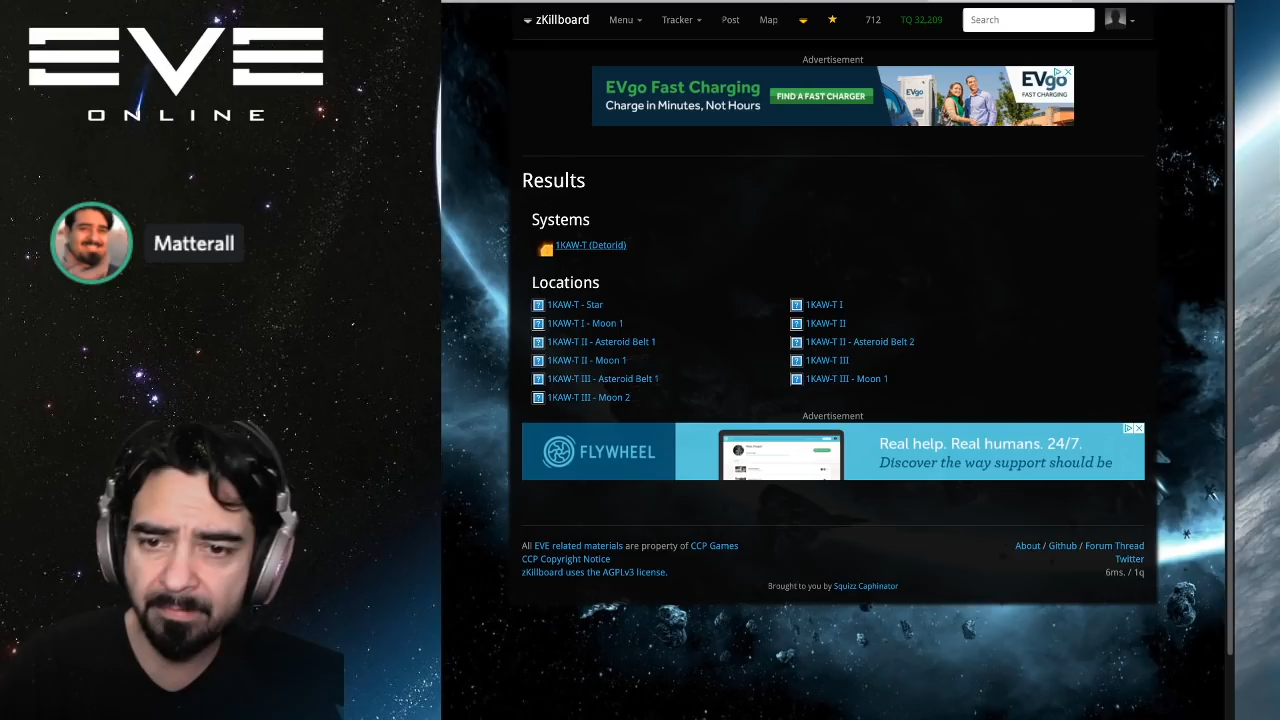 EVE
ONLINE
Matterall
zKillboard
Menu
Tracker
Post
Map
712
TQ 32,209
Search
Advertisement
EVgo Fast Charging
Charge in Minutes, Not Hours
FIND A FAST CHARGER
EVgo
EVgo
FAST CHARGING
Results
Systems
1KAW-T (Detorid)
Locations
1KAW-T - Star
1KAW-T I
1KAW-T I - Moon 1
1KAW-T II
1KAW-T II - Asteroid Belt 1
1KAW-T II - Asteroid Belt 2
1KAW-T II - Moon 1
1KAW-T III
1KAW-T III - Asteroid Belt 1
1KAW-T III - Moon 1
1KAW-T III - Moon 2
Advertisement
FLYWHEEL
Real help. Real humans. 24/7.
Discover the way support should be
All EVE related materials are property of CCP Games
CCP Copyright Notice
zKillboard uses the AGPLv3 license.
About / Github / Forum Thread
Twitter
6ms. / 1q
Brought to you by Squizz Caphinator